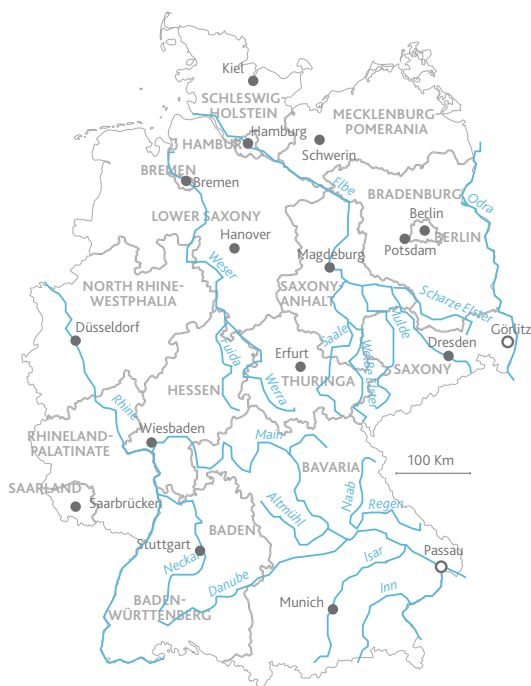 Kiel
SCHLESWIG-
HOLSTEIN
MECKLENBURG
POMERANIA
Hamburg
HAMBUR
Schwerin
BREMEN
Bremen
Elbe
BRADENBURG
Odra
LOWER SAXONY
Berlin
BERLIN
Hanover
Potsdam
Weser
Magdeburg
NORTH RHINE-
WESTPHALIA
SAXONY-
ANHALT
Scharze Elster
Saale
Mulde
Görlitz
Düsseldorf
Fulda
Erfurt
Weiße Elster
Dresden
SAXONY
THURINGA
HESSEN
Werra
Rhine
Wiesbaden
Main
RHINELAND-
PALATINATE
BAVARIA
100 Km
SAARLAND
Saarbrücken
Altmühl
Naab
Regen
Stuttgart
BADEN
Neckar
Danube
Isar
Passau
Inn
BADEN-
WÜRTTEMBERG
Munich